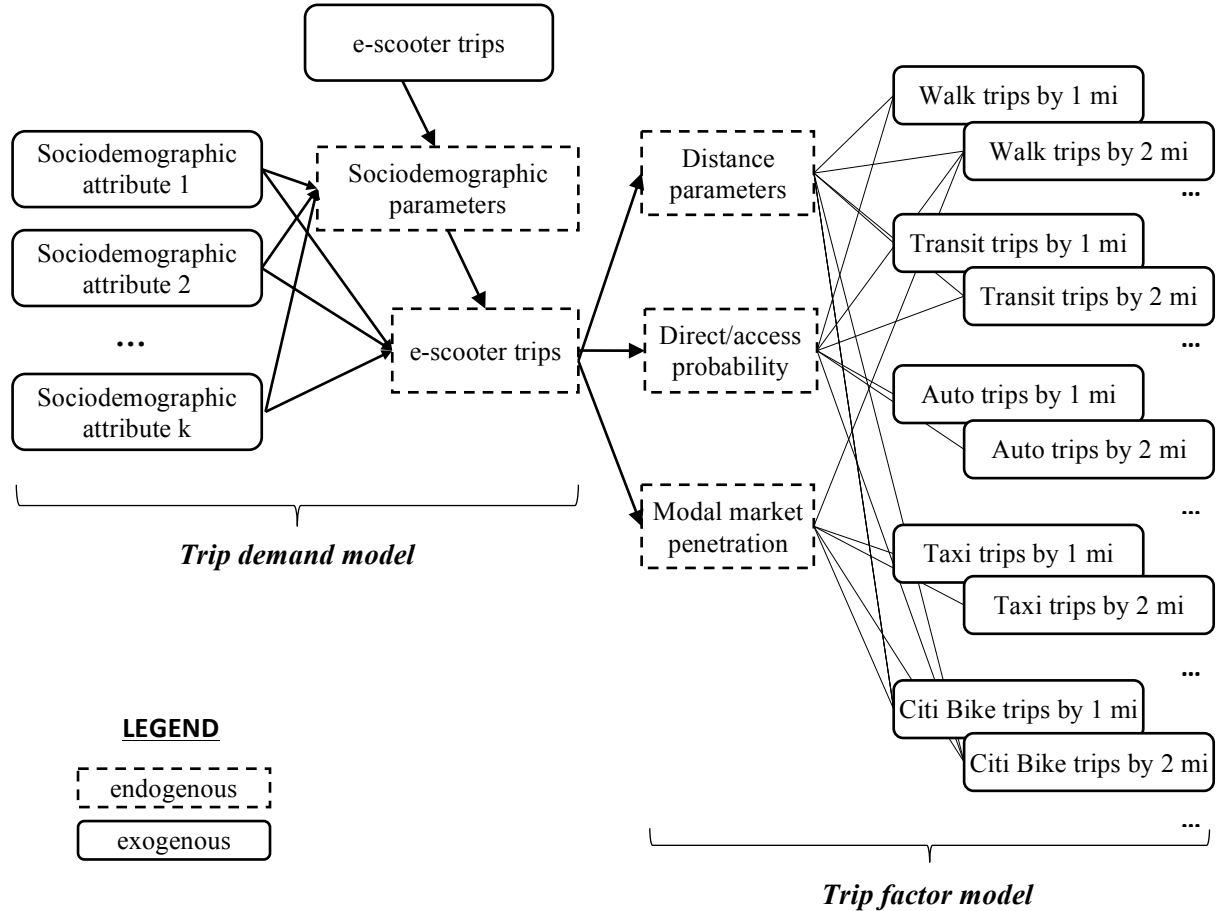 e-scooter trips
Sociodemographic
attribute 1
Sociodemographic
attribute 2
...
Sociodemographic
attribute k
Sociodemographic
parameters
e-scooter trips
Trip demand model
Distance
parameters
Direct/access
probability
Modal market
penetration
Walk trips by 1 mi
Walk trips by 2 mi
...
Transit trips by 1 mi
Transit trips by 2 mi
...
Auto trips by 1 mi
Auto trips by 2 mi
...
Taxi trips by 1 mi
Taxi trips by 2 mi
...
Citi Bike trips by 1 mi
Citi Bike trips by 2 mi
...
Trip factor model
LEGEND
endogenous
exogenous